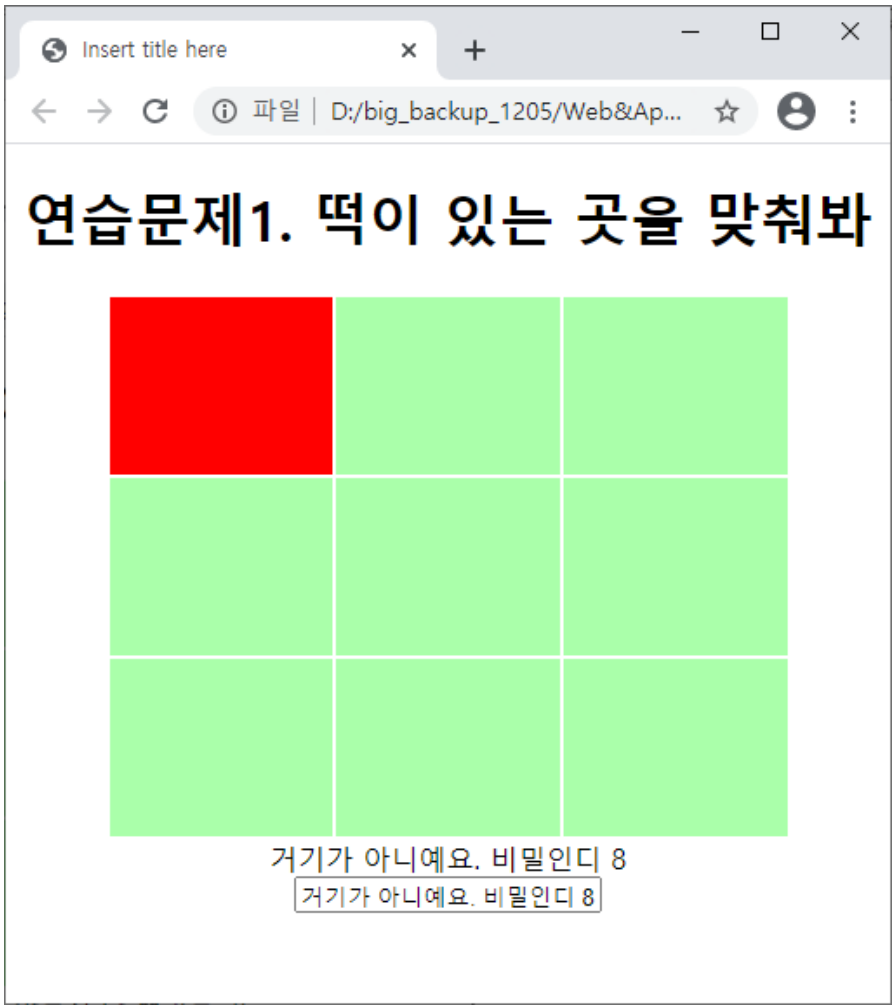 Insert title here
파일 | D:/big_backup_1205/Web&Ap...
연습문제1. 떡이 있는 곳을 맞춰봐
거기가 아니예요. 비밀인디 8
거기가 아니예요. 비밀인디 8